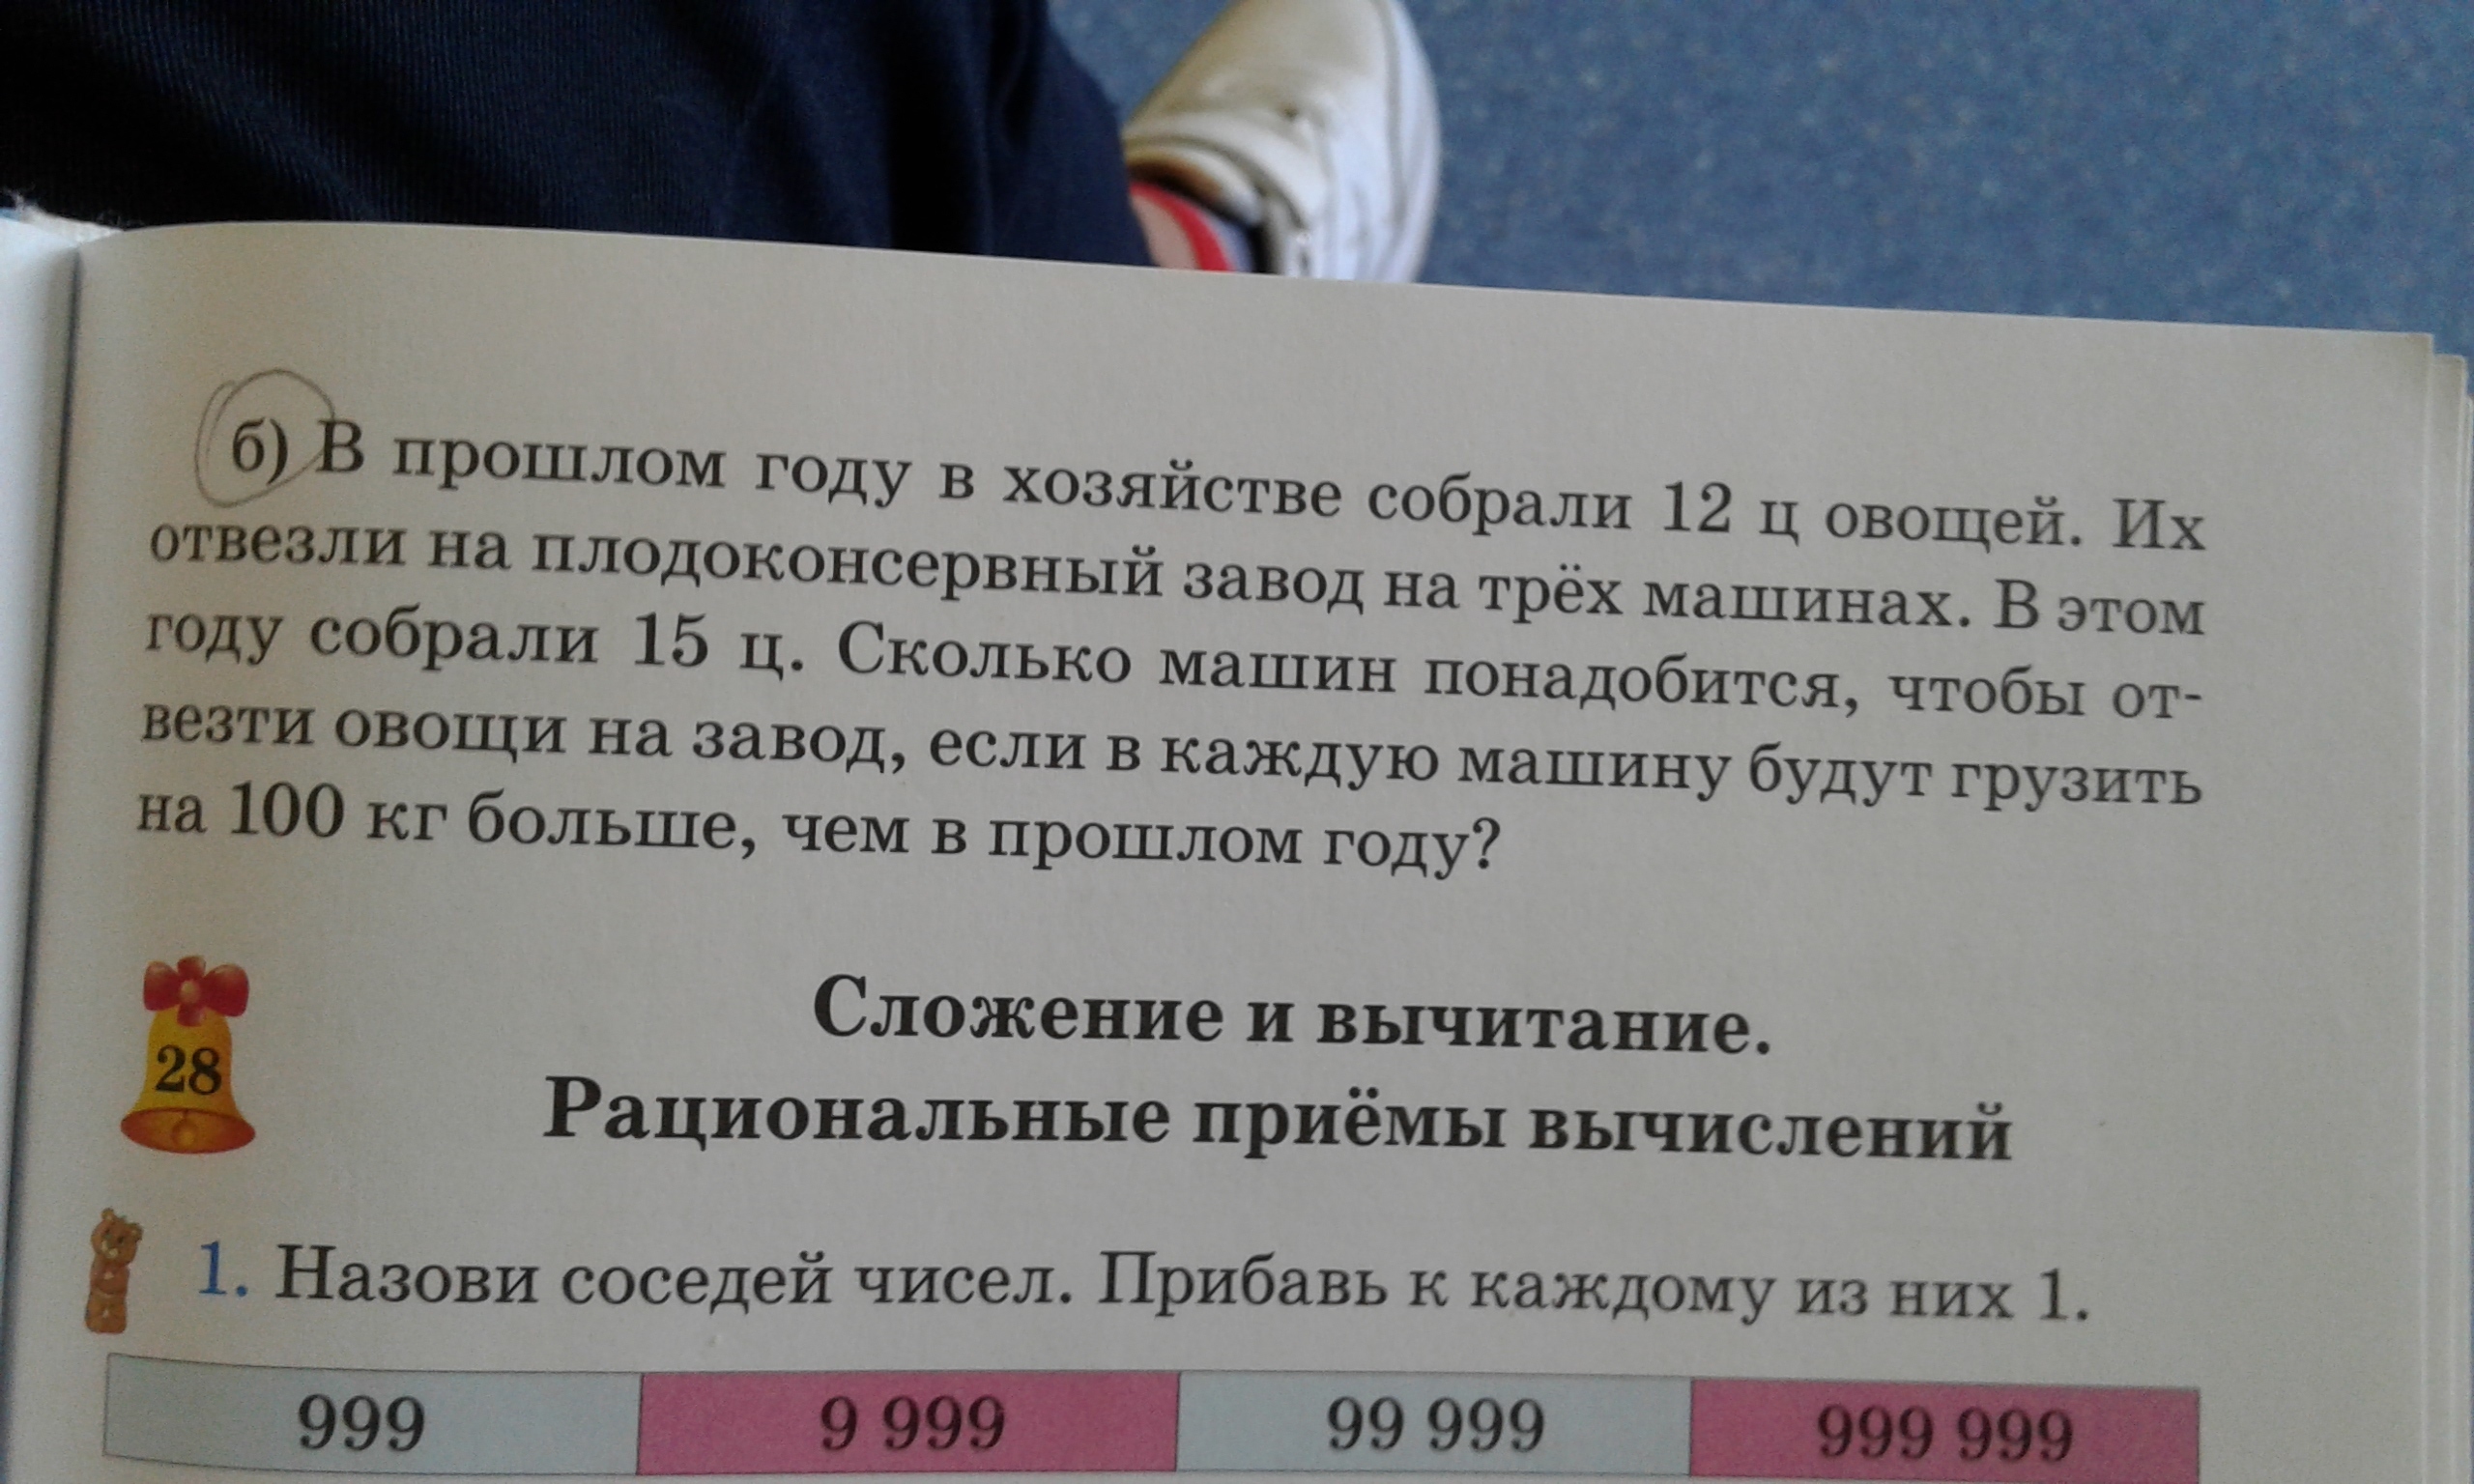 б) В прошлом году в хозяйстве собрали 12 ц овощей. Их
отвезли на плодоконсервный завод на трёх машинах. В этом
году собрали 15 ц. Сколько машин понадобится, чтобы от-
везти овощи на завод, если в каждую машину будут грузить
на 100 кг больше, чем в прошлом году?
28
Сложение и вычитание.
Рациональные приёмы вычислений
1. Назови соседей чисел. Прибавь к каждому из них 1.
999 9 999 99 999 999 999